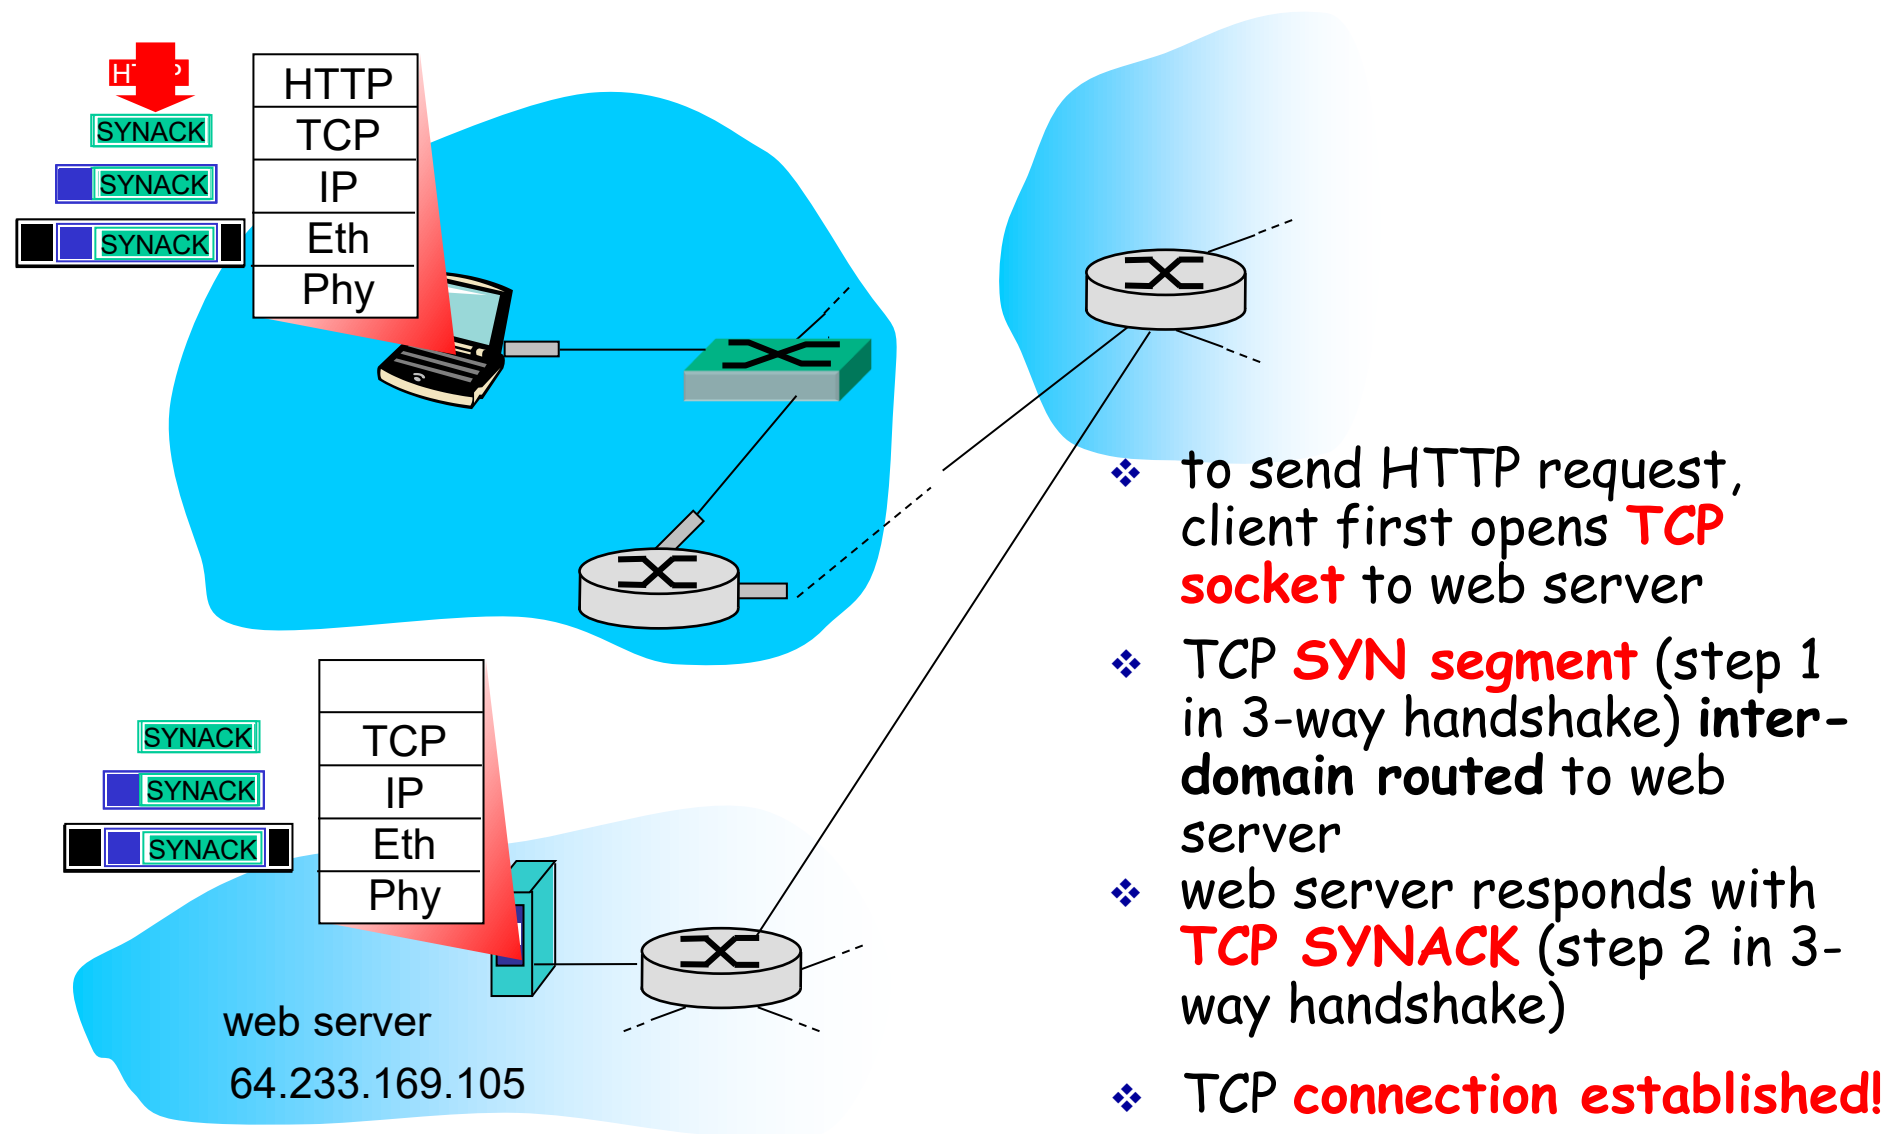 HTTP
SYNACK
SYNACK
SYNACK
HTTP
TCP
IP
Eth
Phy
SYNACK
SYNACK
SYNACK
TCP
IP
Eth
Phy
web server
64.233.169.105
to send HTTP request,
client first opens TCP
socket to web server
TCP SYN segment (step 1
in 3-way handshake) inter-
domain routed to web
server
web server responds with
TCP SYNACK (step 2 in 3-
way handshake)
TCP connection established!